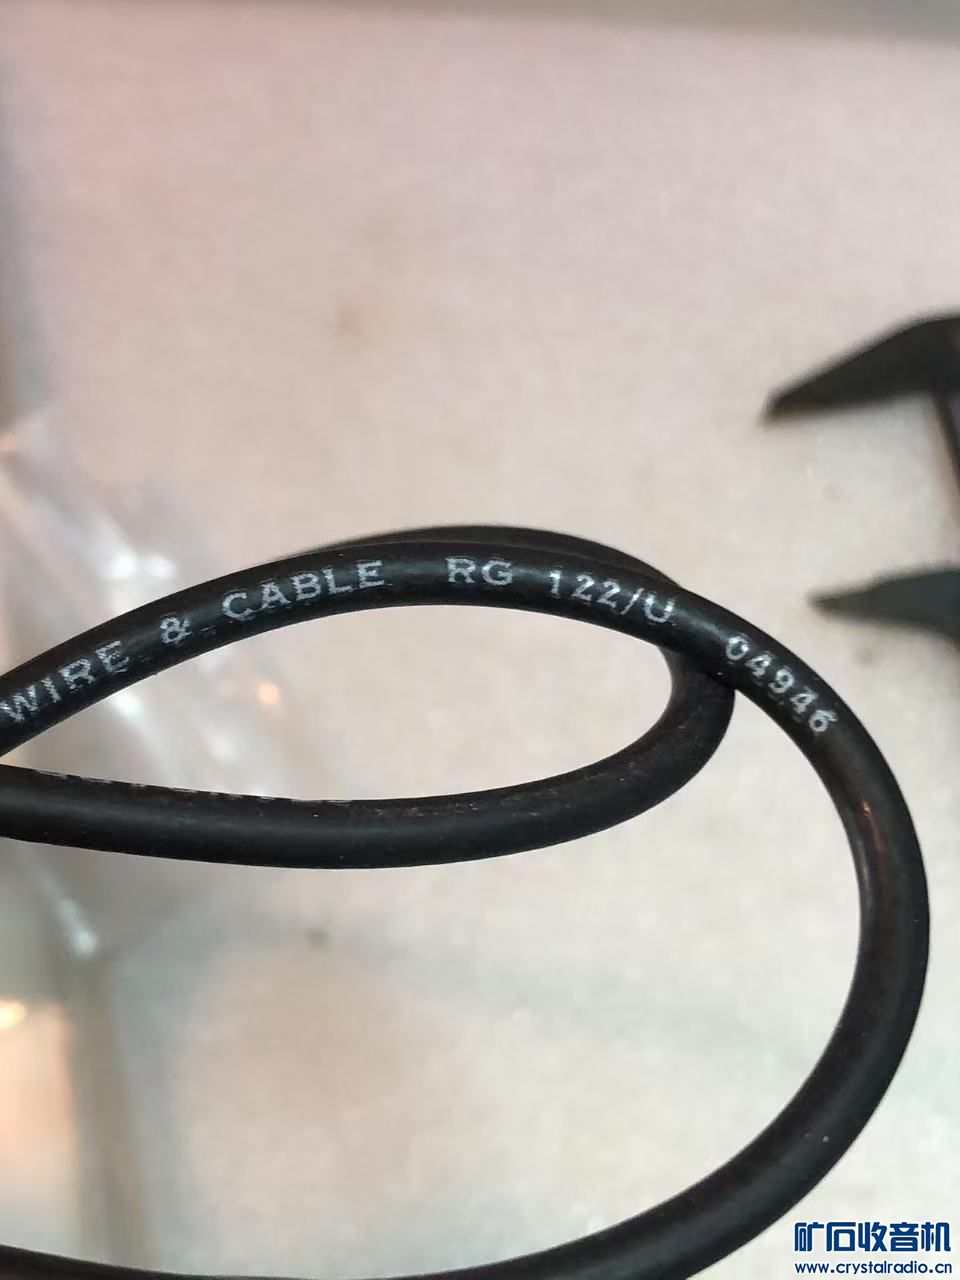 WIRE & CABLE RG 122/U 04946
矿石收音机
www.crystalradio.cn